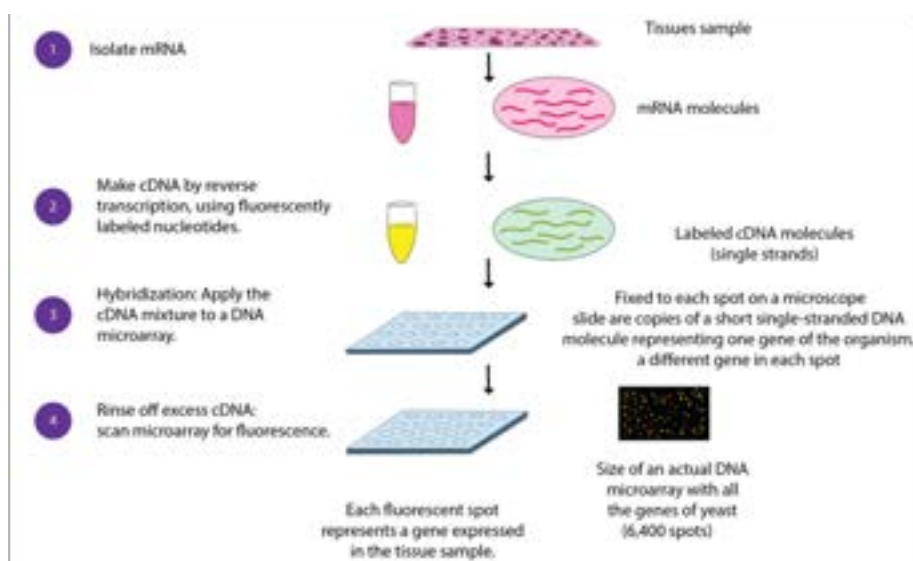 1
Isolate mRNA
Tissues sample
mRNA molecules
2
Make cDNA by reverse
transcription, using fluorescently
labeled nucleotides.
Labeled cDNA molecules
(single strands)
3
Hybridization: Apply the
cDNA mixture to a DNA
microarray.
Fixed to each spot on a microscope
slide are copies of a short single-stranded DNA
molecule representing one gene of the organism,
a different gene in each spot
4
Rinse off excess cDNA:
scan microarray for fluorescence.
Each fluorescent spot
represents a gene expressed
in the tissue sample.
Size of an actual DNA
microarray with all
the genes of yeast
(6,400 spots)